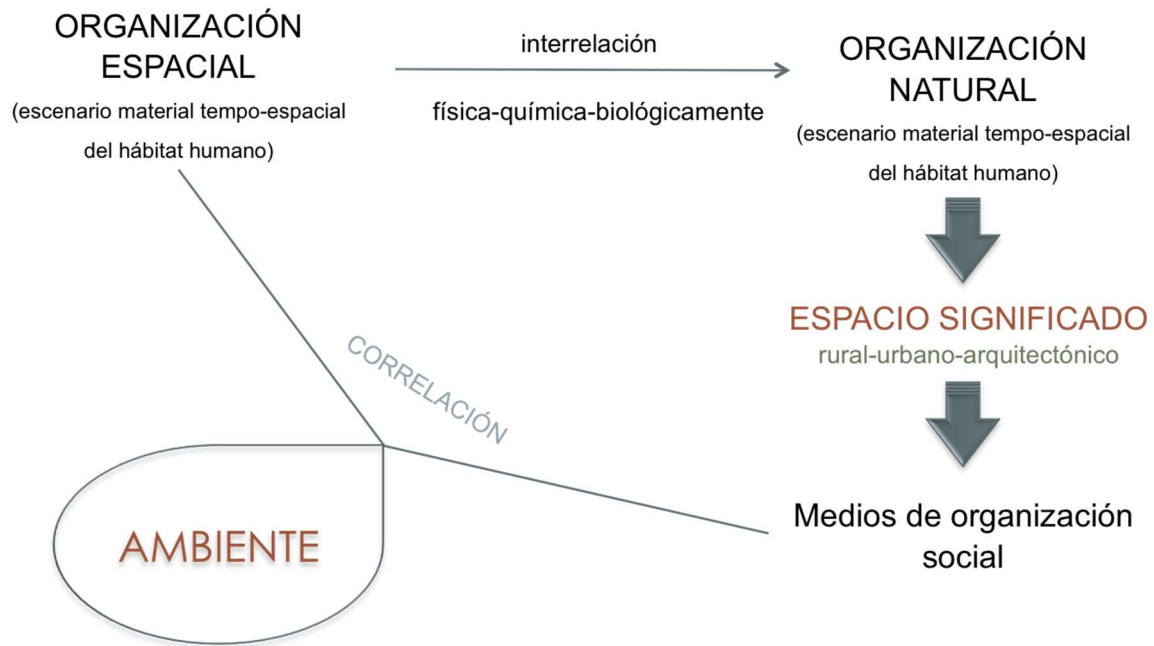 ORGANIZACIÓN
ESPACIAL
(escenario material tempo-espacial
del hábitat humano)
interrelación
física-química-biológicamente
ORGANIZACIÓN
NATURAL
(escenario material tempo-espacial
del hábitat humano)
ESPACIO SIGNIFICADO
rural-urbano-arquitectónico
CORRELACIÓN
Medios de organización
social
AMBIENTE